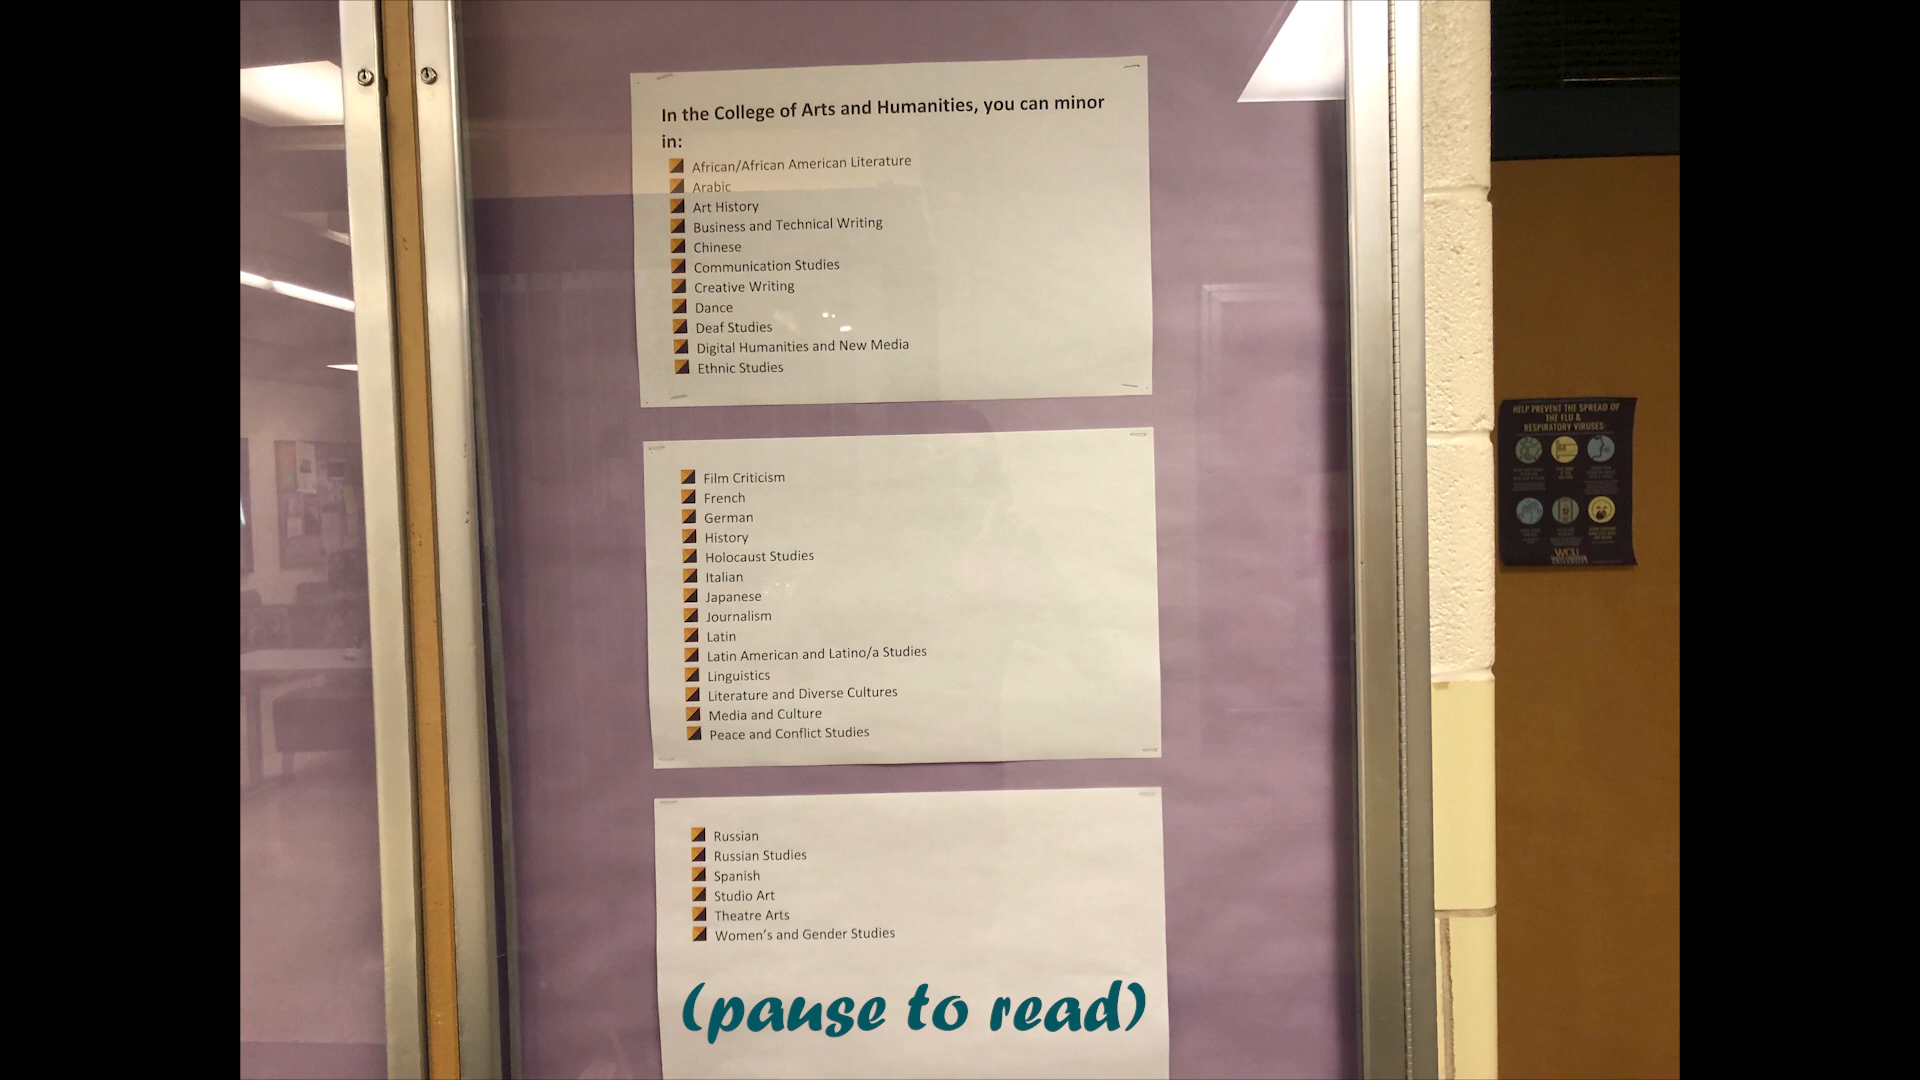 In the College of Arts and Humanities, you can minor
in:
African/African American Literature
Arabic
Art History
Business and Technical Writing
Chinese
Communication Studies
Creative Writing
Dance
Deaf Studies
Digital Humanities and New Media
Ethnic Studies
Film Criticism
French
German
History
Holocaust Studies
Italian
Japanese
Journalism
Latin
Latin American and Latino/a Studies
Linguistics
Literature and Diverse Cultures
Media and Culture
Peace and Conflict Studies
Russian
Russian Studies
Spanish
Studio Art
Theatre Arts
Women's and Gender Studies
(pause to read)
HELP PREVENT THE SPREAD OF
THE FLU &
RESPIRATORY VIRUSES:
WCU
UNIVERSITY